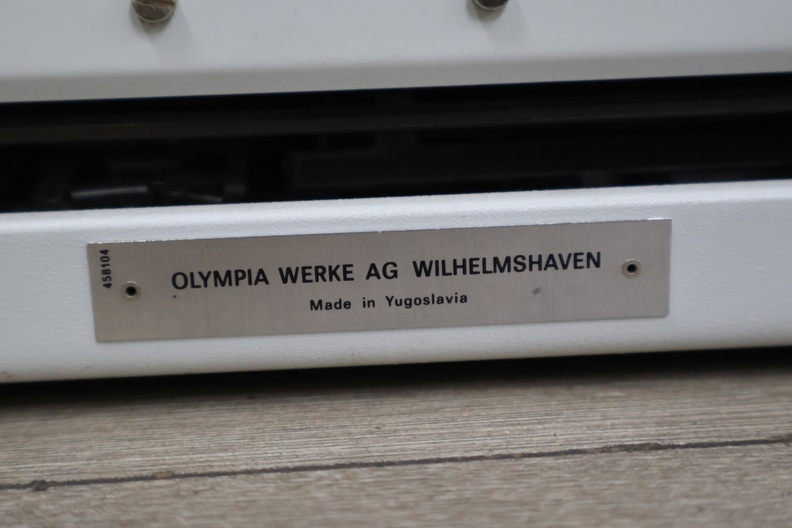 458104
OLYMPIA WERKE AG WILHELMSHAVEN
Made in Yugoslavia